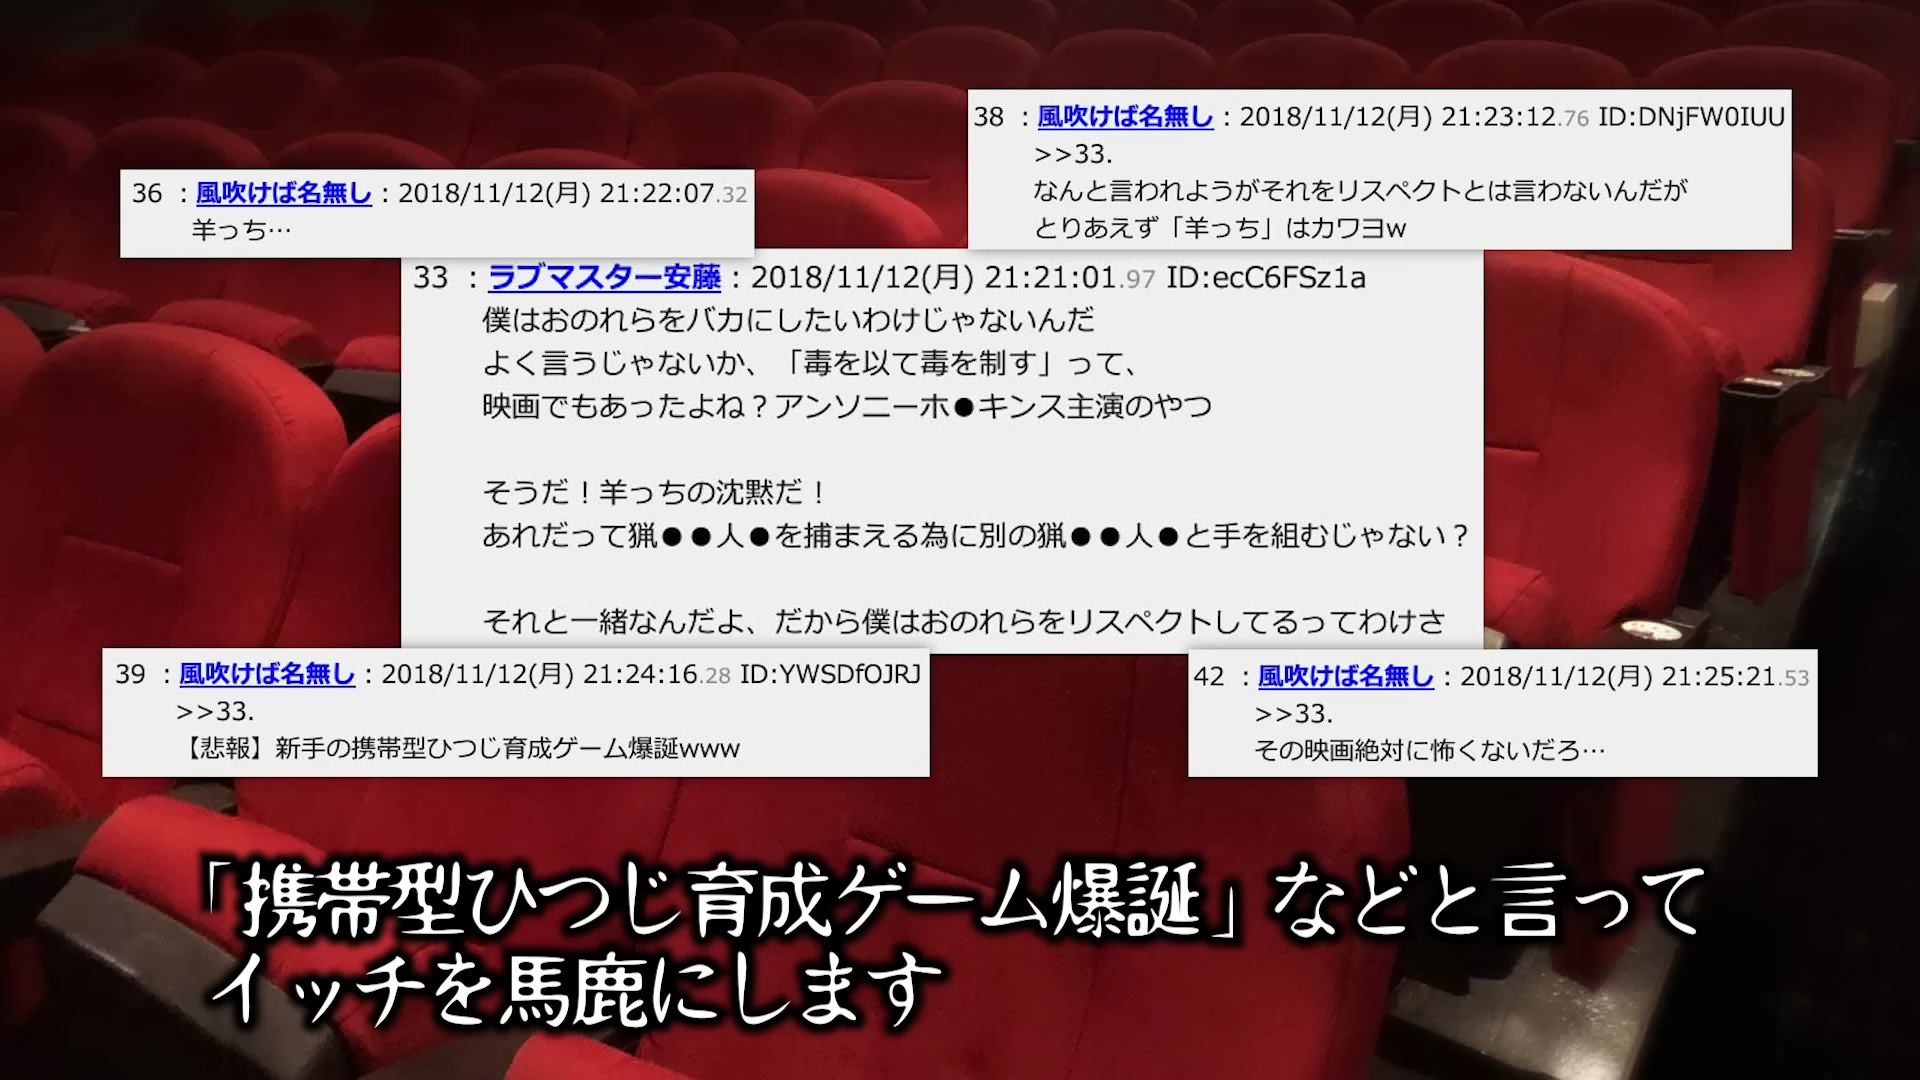 36 ：風吹けば名無し：2018/11/12(月) 21:22:07.32
羊っち…
38 ：風吹けば名無し：2018/11/12(月) 21:23:12.76 ID:DNjFW0IUU
>>33.
なんと言われようがそれをリスペクトとは言わないんだが
とりあえず「羊っち」はカワヨw
33 ：ラブマスター安藤：2018/11/12(月) 21:21:01.97 ID:ecC6FSz1a
僕はおのれらをバカにしたいわけじゃないんだ
よく言うじゃないか、「毒を以て毒を制す」って、
映画でもあったよね？アンソニーホ●キンス主演のやつ
そうだ！羊っちの沈黙だ！
あれだって猟●●人●を捕まえる為に別の猟●●人●と手を組むじゃない？
それと一緒なんだよ、だから僕はおのれらをリスペクトしてるってわけさ
39 ：風吹けば名無し：2018/11/12(月) 21:24:16.28 ID:YWSDfOJRJ
>>33.
【悲報】新手の携帯型ひつじ育成ゲーム爆誕www
42 ：風吹けば名無し：2018/11/12(月) 21:25:21.53
>>33.
その映画絶対に怖くないだろ…
「携帯型ひつじ育成ゲーム爆誕」などと言って
イッチを馬鹿にします